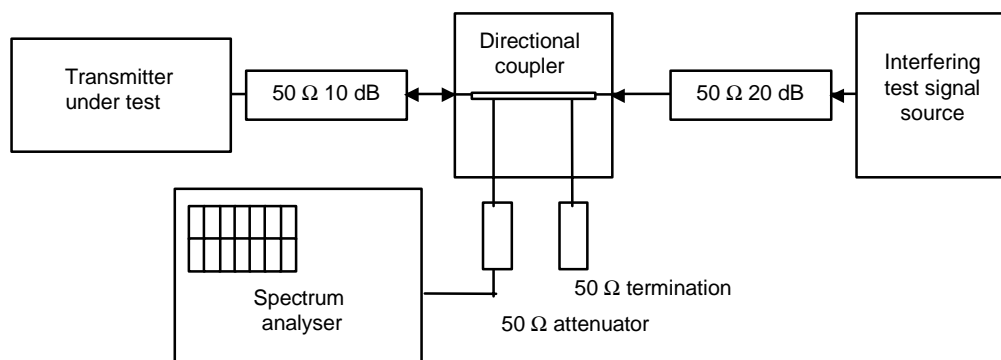 Transmitter
under test
50 Ω 10 dB
Directional
coupler
50 Ω 20 dB
Interfering
test signal
source
Spectrum
analyser
50 Ω termination
50 Ω attenuator